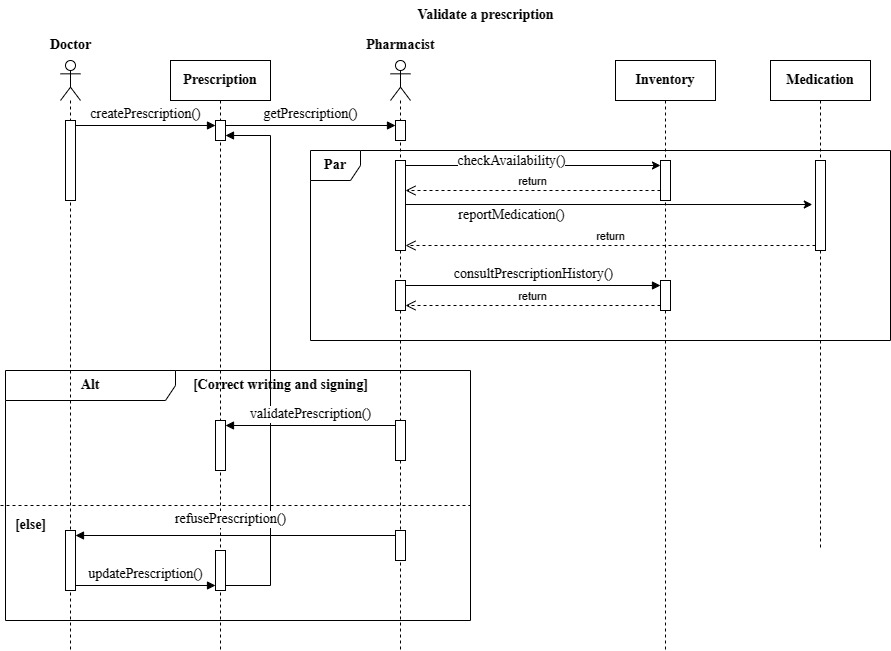 Validate a prescription
Doctor
Pharmacist
Prescription
Inventory
Medication
createPrescription()
getPrescription()
Par
checkAvailability()
return
reportMedication()
return
consultPrescriptionHistory()
return
Alt
[Correct writing and signing]
validatePrescription()
refusePrescription()
[else]
updatePrescription()